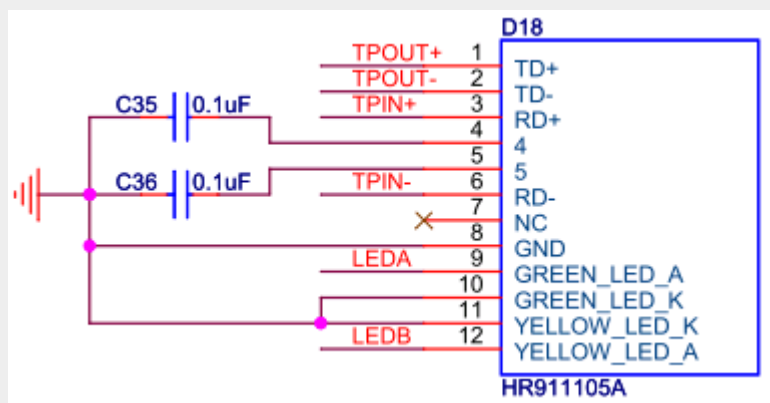 D18
TPOUT+ 1 TD+
TPOUT- 2 TD-
TPIN+ 3 RD+
C35 0.1uF 4 4
5 5
C36 0.1uF TPIN- 6 RD-
7 NC
8 GND
LEDA 9 GREEN_LED_A
10 GREEN_LED_K
11 YELLOW_LED_K
LEDB 12 YELLOW_LED_A
HR911105A